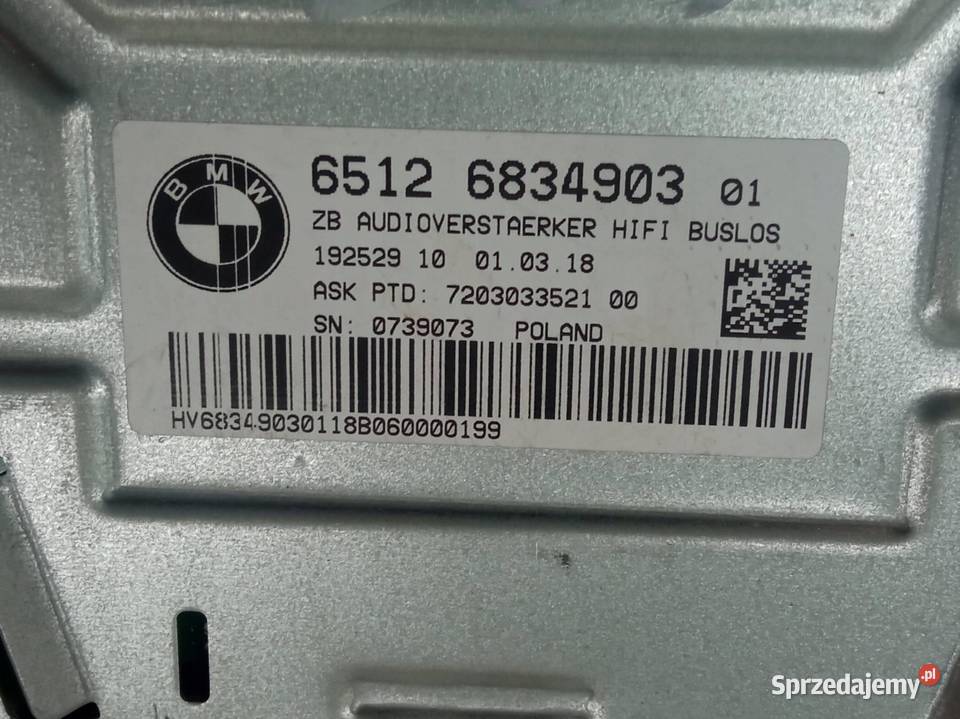 BMW
6512 6834903 01
ZB AUDIOVERSTAERKER HIFI BUSLOS
192529 10 01.03.18
ASK PTD: 7203033521 00
SN: 0739073 POLAND
HV68349030118B060000199
Sprzedajemy.pl